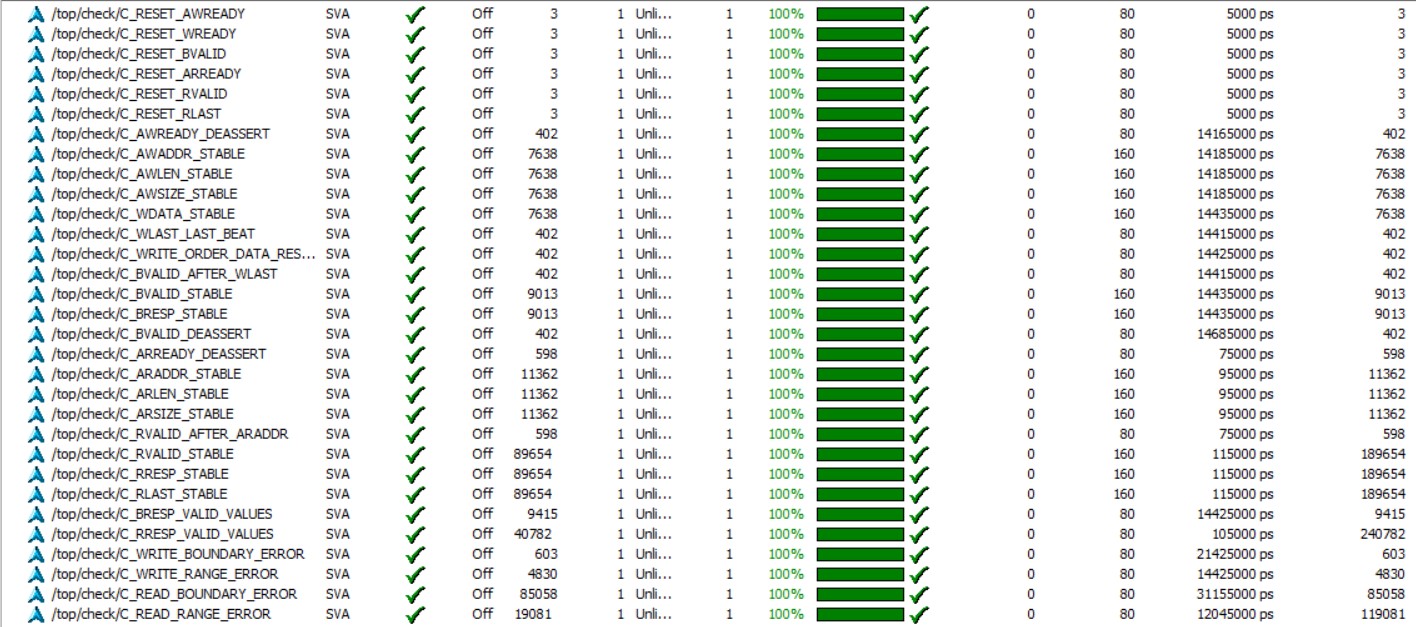 /top/check/C_RESET_AWREADY SVA Off 3 1 Unli... 1 100% 0 80 5000 ps 3
/top/check/C_RESET_WREADY SVA Off 3 1 Unli... 1 100% 0 80 5000 ps 3
/top/check/C_RESET_BVALID SVA Off 3 1 Unli... 1 100% 0 80 5000 ps 3
/top/check/C_RESET_ARREADY SVA Off 3 1 Unli... 1 100% 0 80 5000 ps 3
/top/check/C_RESET_RVALID SVA Off 3 1 Unli... 1 100% 0 80 5000 ps 3
/top/check/C_RESET_RLAST SVA Off 3 1 Unli... 1 100% 0 80 5000 ps 3
/top/check/C_AWREADY_DEASSERT SVA Off 402 1 Unli... 1 100% 0 80 14165000 ps 402
/top/check/C_AWADDR_STABLE SVA Off 7638 1 Unli... 1 100% 0 160 14185000 ps 7638
/top/check/C_AWLEN_STABLE SVA Off 7638 1 Unli... 1 100% 0 160 14185000 ps 7638
/top/check/C_AWSIZE_STABLE SVA Off 7638 1 Unli... 1 100% 0 160 14185000 ps 7638
/top/check/C_WDATA_STABLE SVA Off 7638 1 Unli... 1 100% 0 160 14435000 ps 7638
/top/check/C_WLAST_LAST_BEAT SVA Off 402 1 Unli... 1 100% 0 80 14415000 ps 402
/top/check/C_WRITE_ORDER_DATA_RES... SVA Off 402 1 Unli... 1 100% 0 80 14425000 ps 402
/top/check/C_BVALID_AFTER_WLAST SVA Off 402 1 Unli... 1 100% 0 80 14415000 ps 402
/top/check/C_BVALID_STABLE SVA Off 9013 1 Unli... 1 100% 0 160 14435000 ps 9013
/top/check/C_BRESP_STABLE SVA Off 9013 1 Unli... 1 100% 0 160 14435000 ps 9013
/top/check/C_BVALID_DEASSERT SVA Off 402 1 Unli... 1 100% 0 80 14685000 ps 402
/top/check/C_ARREADY_DEASSERT SVA Off 598 1 Unli... 1 100% 0 80 75000 ps 598
/top/check/C_ARADDR_STABLE SVA Off 11362 1 Unli... 1 100% 0 160 95000 ps 11362
/top/check/C_ARLEN_STABLE SVA Off 11362 1 Unli... 1 100% 0 160 95000 ps 11362
/top/check/C_ARSIZE_STABLE SVA Off 11362 1 Unli... 1 100% 0 160 95000 ps 11362
/top/check/C_RVALID_AFTER_ARADDR SVA Off 598 1 Unli... 1 100% 0 80 75000 ps 598
/top/check/C_RVALID_STABLE SVA Off 89654 1 Unli... 1 100% 0 160 115000 ps 189654
/top/check/C_RRESP_STABLE SVA Off 89654 1 Unli... 1 100% 0 160 115000 ps 189654
/top/check/C_RLAST_STABLE SVA Off 89654 1 Unli... 1 100% 0 160 115000 ps 189654
/top/check/C_BRESP_VALID_VALUES SVA Off 9415 1 Unli... 1 100% 0 80 14425000 ps 9415
/top/check/C_RRESP_VALID_VALUES SVA Off 40782 1 Unli... 1 100% 0 80 105000 ps 240782
/top/check/C_WRITE_BOUNDARY_ERROR SVA Off 603 1 Unli... 1 100% 0 80 21425000 ps 603
/top/check/C_WRITE_RANGE_ERROR SVA Off 4830 1 Unli... 1 100% 0 80 14425000 ps 4830
/top/check/C_READ_BOUNDARY_ERROR SVA Off 85058 1 Unli... 1 100% 0 80 31155000 ps 85058
/top/check/C_READ_RANGE_ERROR SVA Off 19081 1 Unli... 1 100% 0 80 12045000 ps 119081